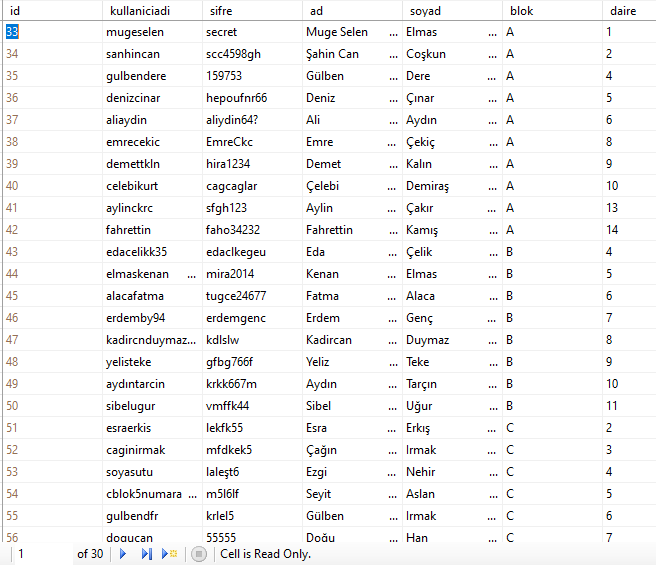 id kullaniciadi sifre ad soyad blok daire
33 mugeselen secret Muge Selen ... Elmas ... A 1
34 sanhincan scc4598gh Şahin Can ... Coşkun ... A 2
35 gulbendere 159753 Gülben ... Dere ... A 4
36 denizcinar hepoufnr66 Deniz ... Çınar ... A 5
37 aliaydin aliydin64? Ali ... Aydın ... A 6
38 emrecekic EmreCkc Emre ... Çekiç ... A 8
39 demettkln hira1234 Demet ... Kalın ... A 9
40 celebikurt cagcaglar Çelebi ... Demiraş ... A 10
41 aylinckrc sfgh123 Aylin ... Çakır ... A 13
42 fahrettin faho34232 Fahrettin ... Kamış ... A 14
43 edacelikk35 edaclkegeu Eda ... Çelik ... B 4
44 elmaskenan ... mira2014 Kenan ... Elmas ... B 5
45 alacafatma tugce24677 Fatma ... Alaca ... B 6
46 erdemby94 erdemgenc Erdem ... Genç ... B 7
47 kadircnduymaz... kdlslw Kadircan ... Duymaz ... B 8
48 yelisteke gfbg766f Yeliz ... Teke ... B 9
49 aydıntarcin krkk667m Aydın ... Tarçın ... B 10
50 sibelugur vmffk44 Sibel ... Uğur ... B 11
51 esraerkis lekfk55 Esra ... Erkış ... C 2
52 caginirmak mfdkek5 Çağın ... Irmak ... C 3
53 soyasutu laleşt6 Ezgi ... Nehir ... C 4
54 cblok5numara ... m5l6lf Seyit ... Aslan ... C 5
55 gulbendfr krlel5 Gülben ... Irmak ... C 6
56 dogucan 55555 Doğu ... Han ... C 7
1 of 30 Cell is Read Only.